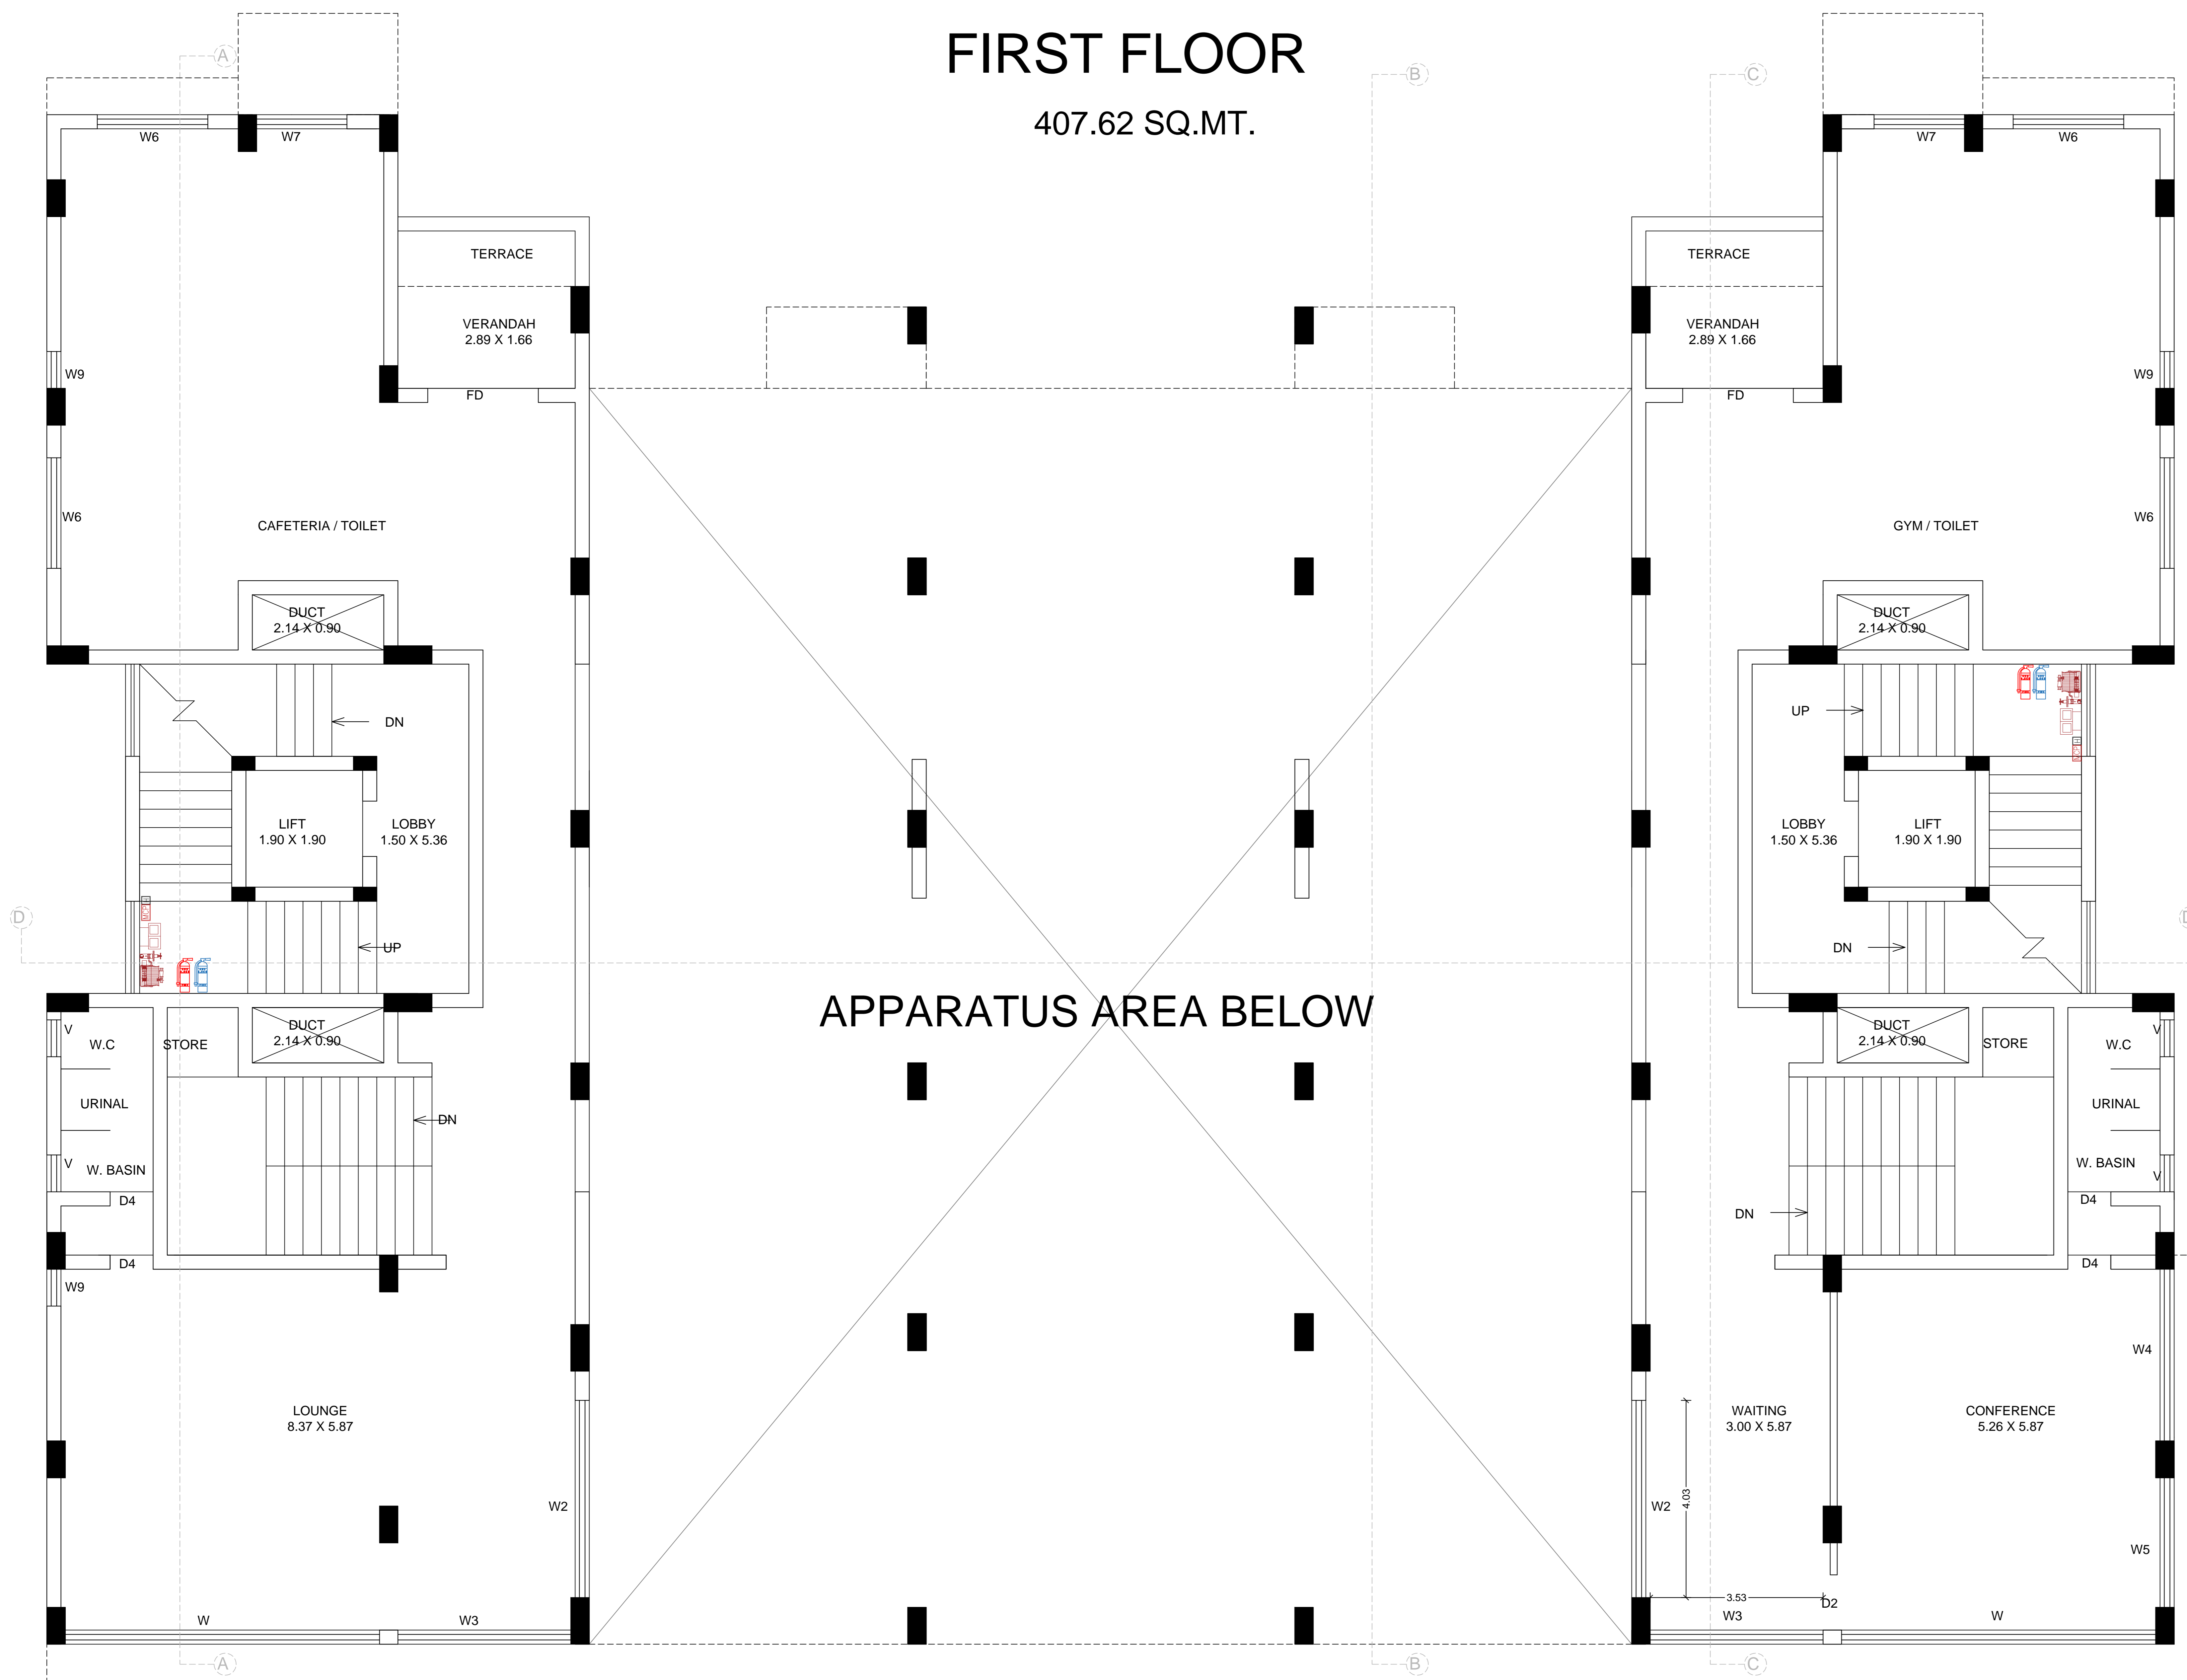 FIRST FLOOR
407.62 SQ.MT.
A
B
C
W6
W7
W7
W6
TERRACE
TERRACE
VERANDAH
2.89 X 1.66
VERANDAH
2.89 X 1.66
W9
W9
FD
FD
W6
W6
CAFETERIA / TOILET
GYM / TOILET
DUCT
2.14 X 0.90
DUCT
2.14 X 0.90
DN
UP
LIFT
1.90 X 1.90
LOBBY
1.50 X 5.36
LOBBY
1.50 X 5.36
LIFT
1.90 X 1.90
MCP
MCP
D
D
UP
DN
APPARATUS AREA BELOW
V
W.C
STORE
DUCT
2.14 X 0.90
DUCT
2.14 X 0.90
STORE
W.C
V
URINAL
URINAL
DN
V
W. BASIN
W. BASIN
V
D4
D4
DN
D4
D4
W9
W4
LOUNGE
8.37 X 5.87
WAITING
3.00 X 5.87
CONFERENCE
5.26 X 5.87
W2
W2
4.03
W5
3.53
D2
W
W3
W3
W
A
B
C